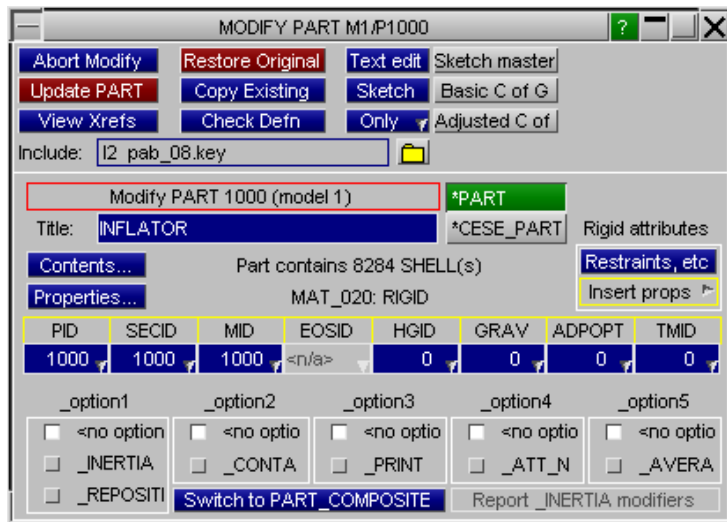 MODIFY PART M1/P1000 ?
Abort Modify Restore Original Text edit Sketch master
Update PART Copy Existing Sketch Basic C of G
View Xrefs Check Defn Only Adjusted C of
Include: I2 pab_08.key
Modify PART 1000 (model 1) *PART
Title: INFLATOR *CESE_PART Rigid attributes
Contents... Part contains 8284 SHELL(s) Restraints, etc
Properties... MAT_020: RIGID Insert props
PID SECID MID EOSID HGID GRAV ADPOPT TMID
1000 1000 1000 <n/a> 0 0 0 0
_option1 _option2 _option3 _option4 _option5
<no option <no optio <no optio <no optio <no optio
_INERTIA _CONTA _PRINT _ATT_N _AVERA
_REPOSITI Switch to PART_COMPOSITE Report _INERTIA modifiers